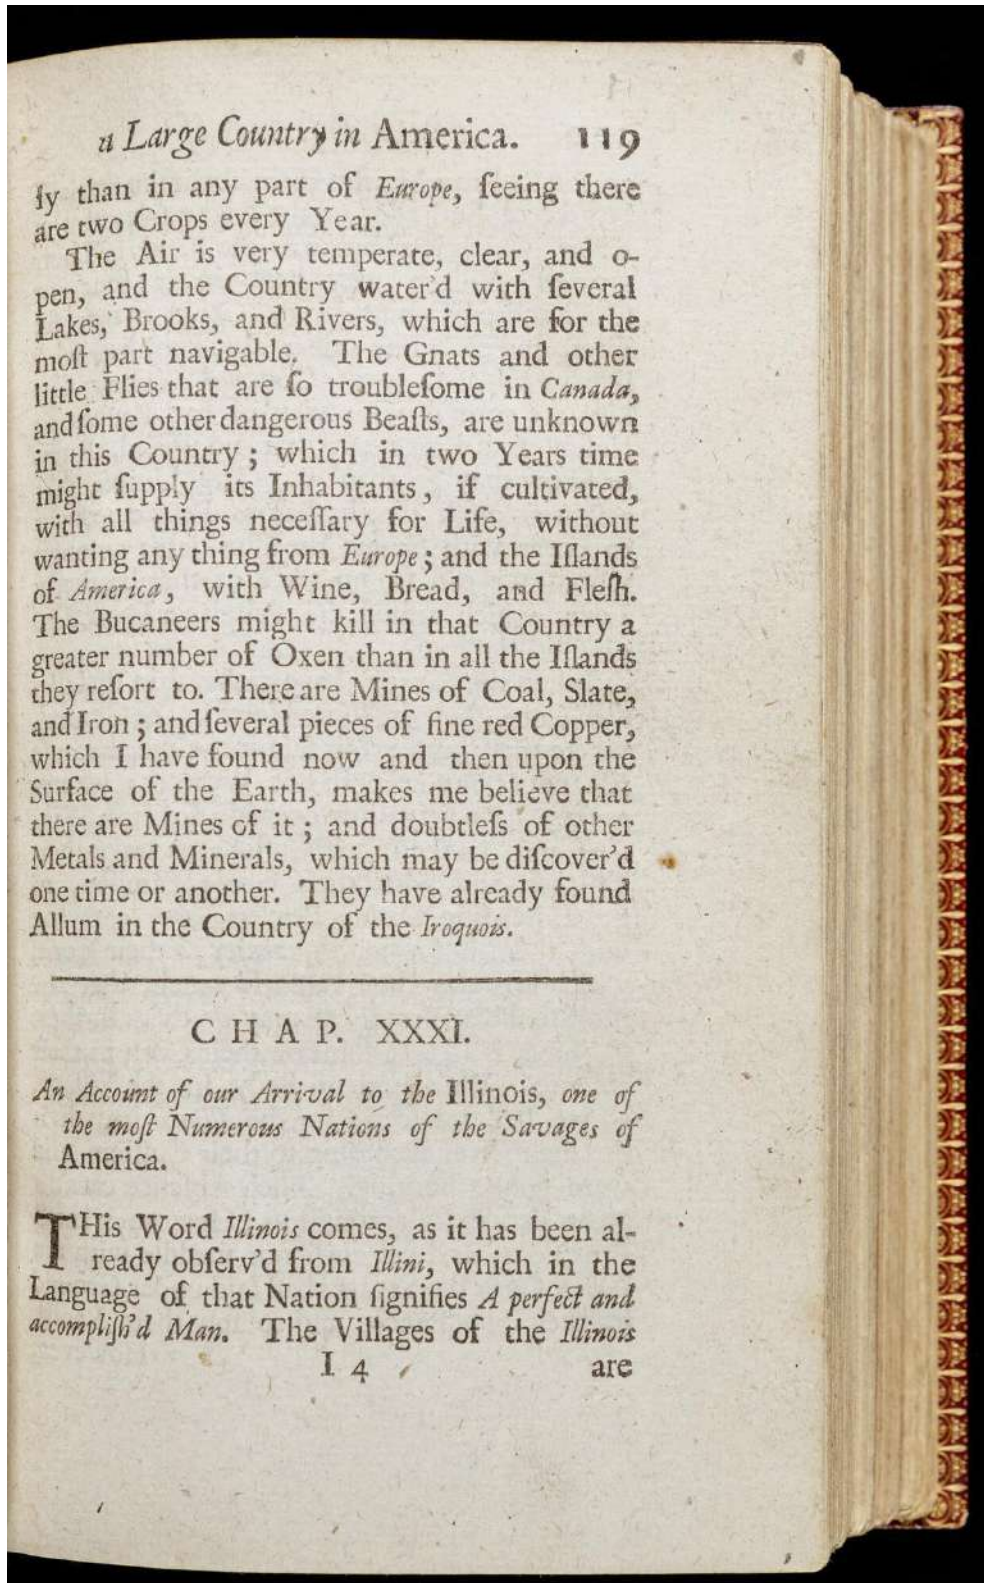 a Large Country in America. 119
ſy than in any part of Europe, ſeeing there
are two Crops every Year.
The Air is very temperate, clear, and o-
pen, and the Country water'd with ſeveral
Lakes, Brooks, and Rivers, which are for the
moſt part navigable. The Gnats and other
little Flies that are ſo troubleſome in Canada,
and ſome other dangerous Beaſts, are unknown
in this Country ; which in two Years time
might ſupply its Inhabitants, if cultivated,
with all things neceſſary for Life, without
wanting any thing from Europe ; and the Iſlands
of America, with Wine, Bread, and Fleſh.
The Bucaneers might kill in that Country a
greater number of Oxen than in all the Iſlands
they reſort to. There are Mines of Coal, Slate,
and Iron ; and ſeveral pieces of fine red Copper,
which I have found now and then upon the
Surface of the Earth, makes me believe that
there are Mines of it ; and doubtleſs of other
Metals and Minerals, which may be diſcover'd
one time or another. They have already found
Allum in the Country of the Iroquois.
CHAP. XXXI.
An Account of our Arrival to the Illinois, one of
the moſt Numerous Nations of the Savages of
America.
THis Word Illinois comes, as it has been al-
ready obſerv'd from Illini, which in the
Language of that Nation ſignifies A perfect and
accompliſh'd Man. The Villages of the Illinois
I 4 are